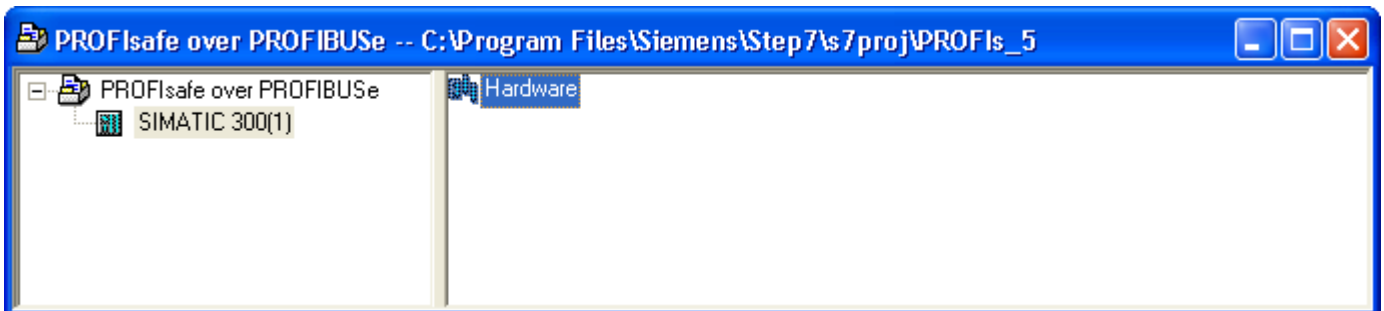 PROFIsafe over PROFIBUSe -- C:\Program Files\Siemens\Step7\s7proj\PROFIs_5
PROFIsafe over PROFIBUSe
Hardware
SIMATIC 300(1)